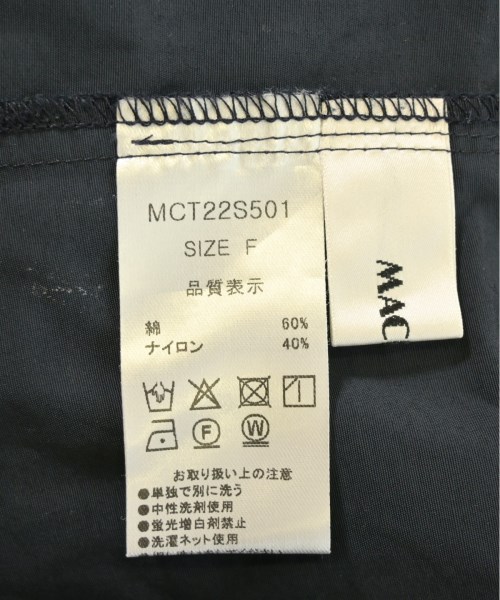 MCT22S501
SIZE F
品質表示
綿 60%
ナイロン 40%
F
W
お取り扱い上の注意
●単独で別に洗う
●中性洗剤使用
●蛍光増白剤禁止
●洗濯ネット使用
MAC